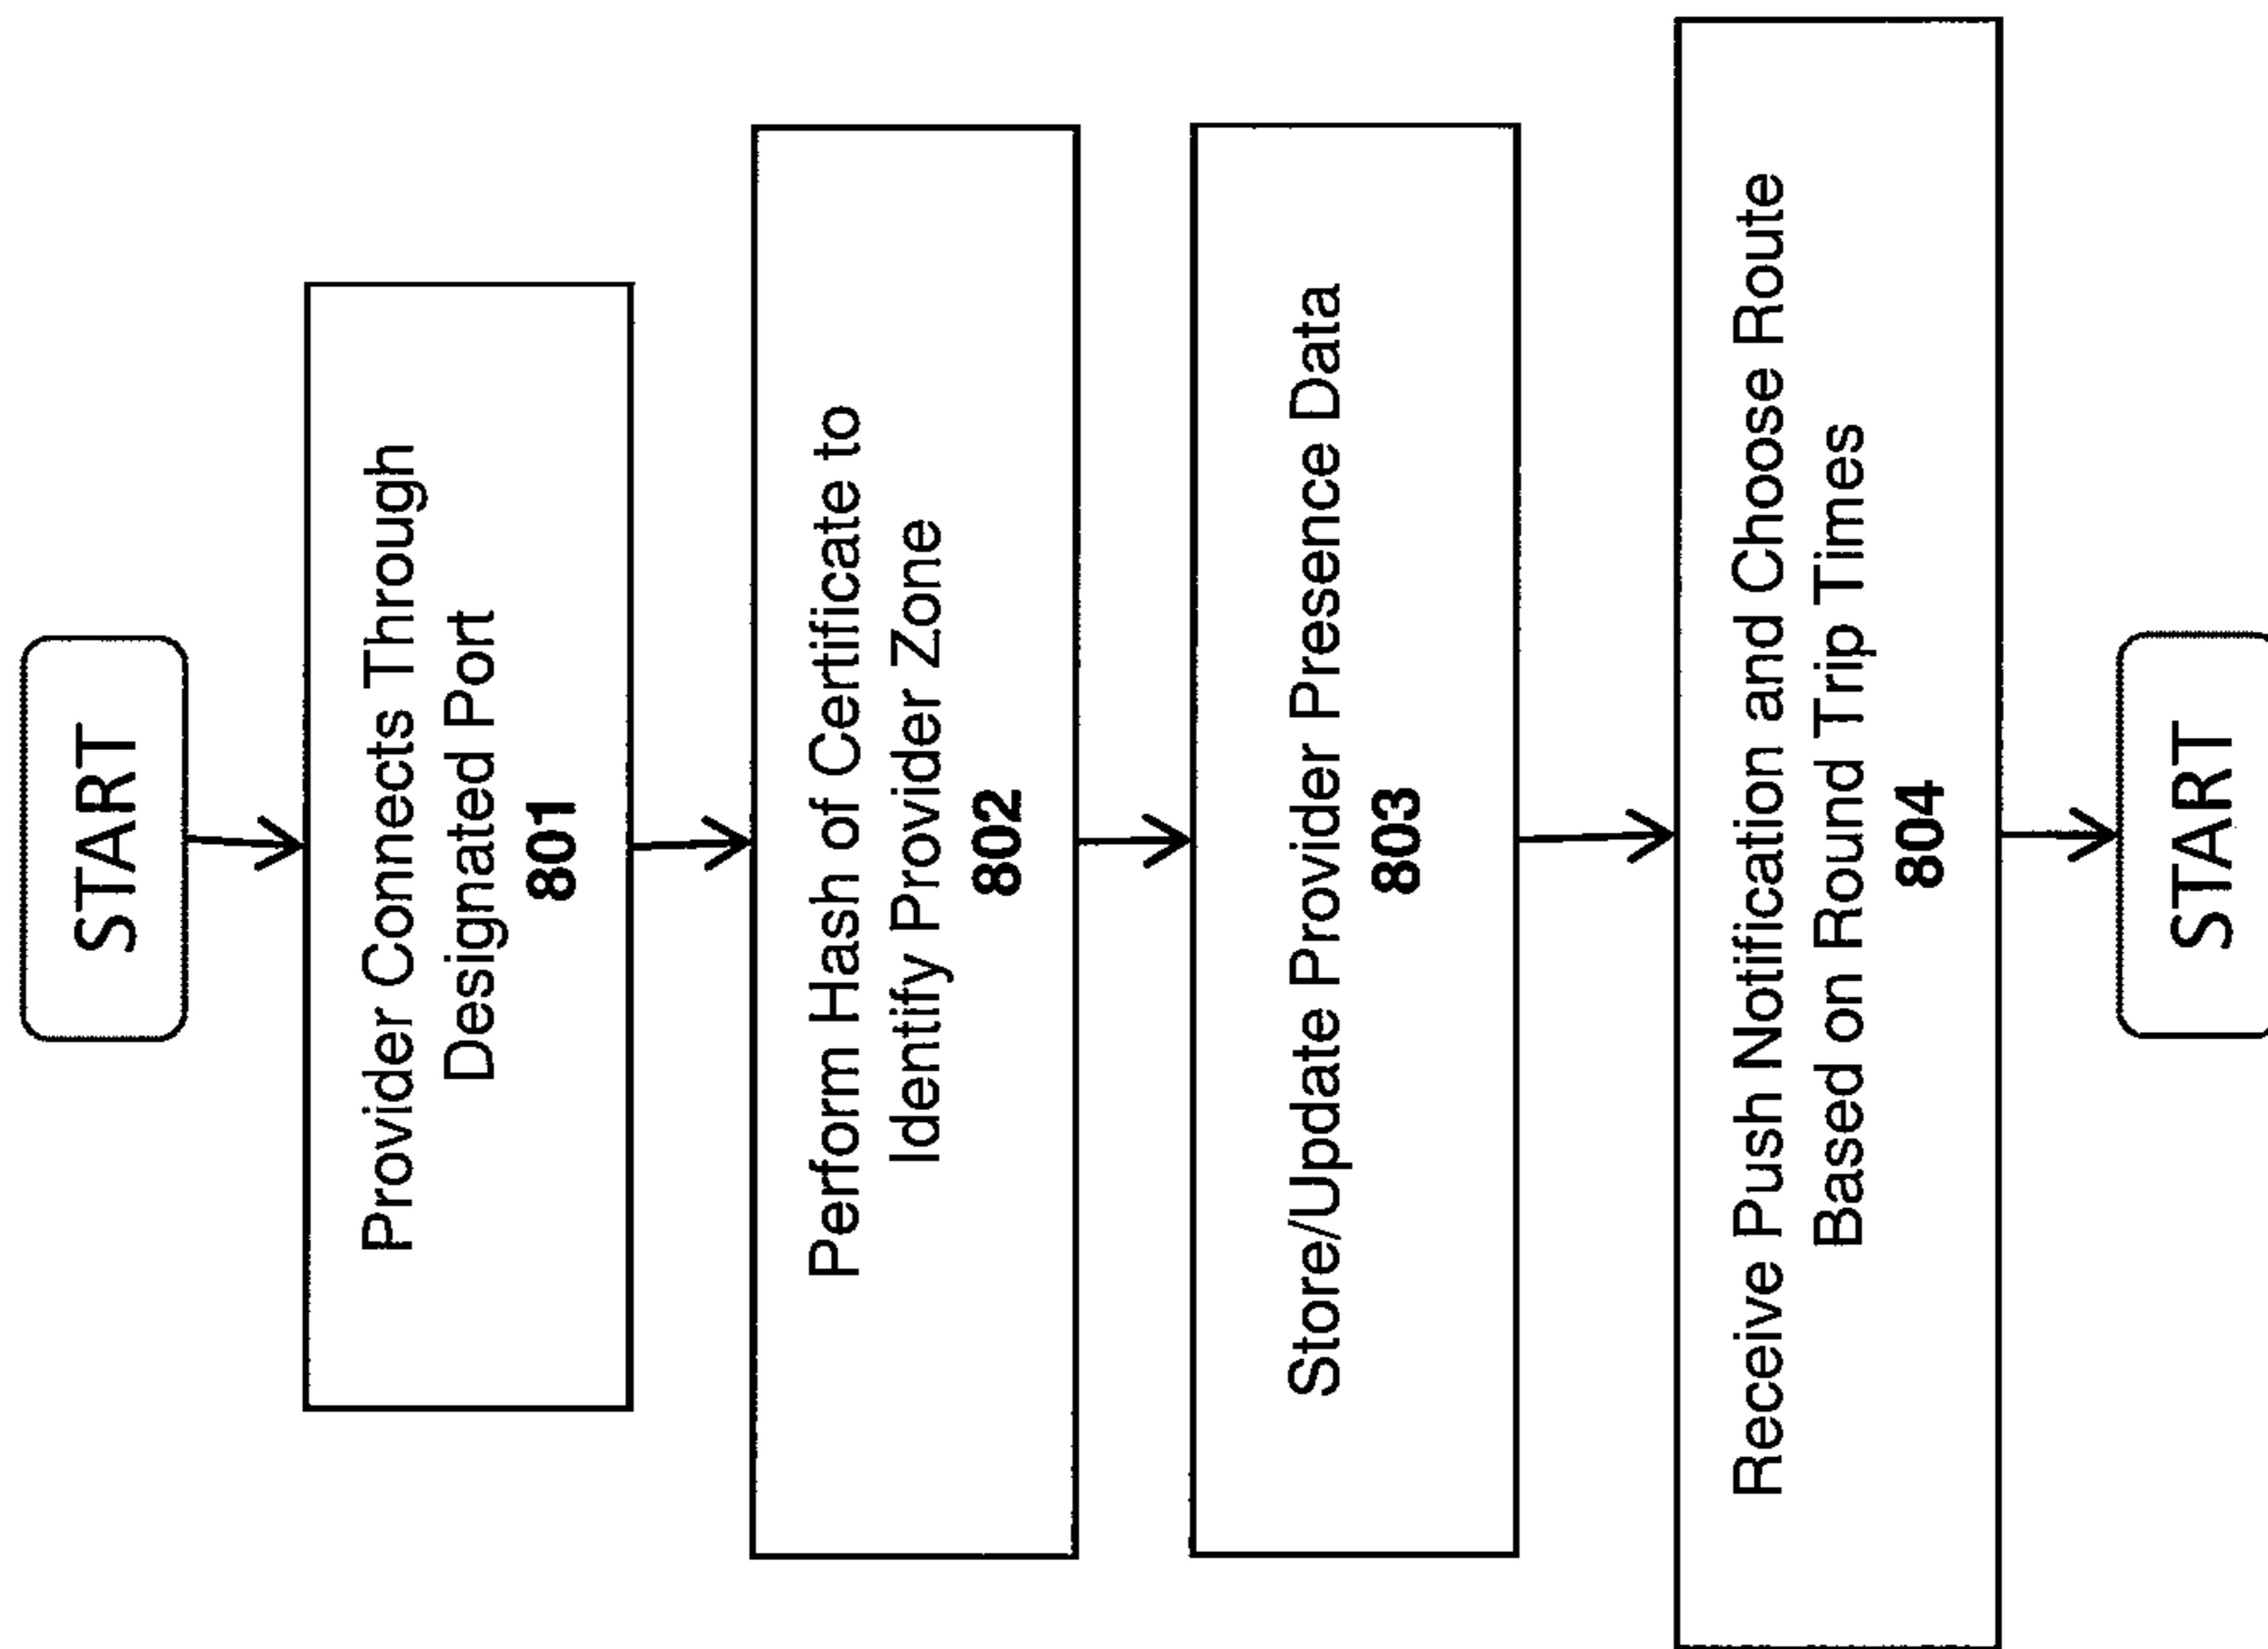 START
Provider Connects Through
Designated Port
801
Perform Hash of Certificate to
Identify Provider Zone
802
Store/Update Provider Presence Data
803
Receive Push Notification and Choose Route
Based on Round Trip Times
804
START